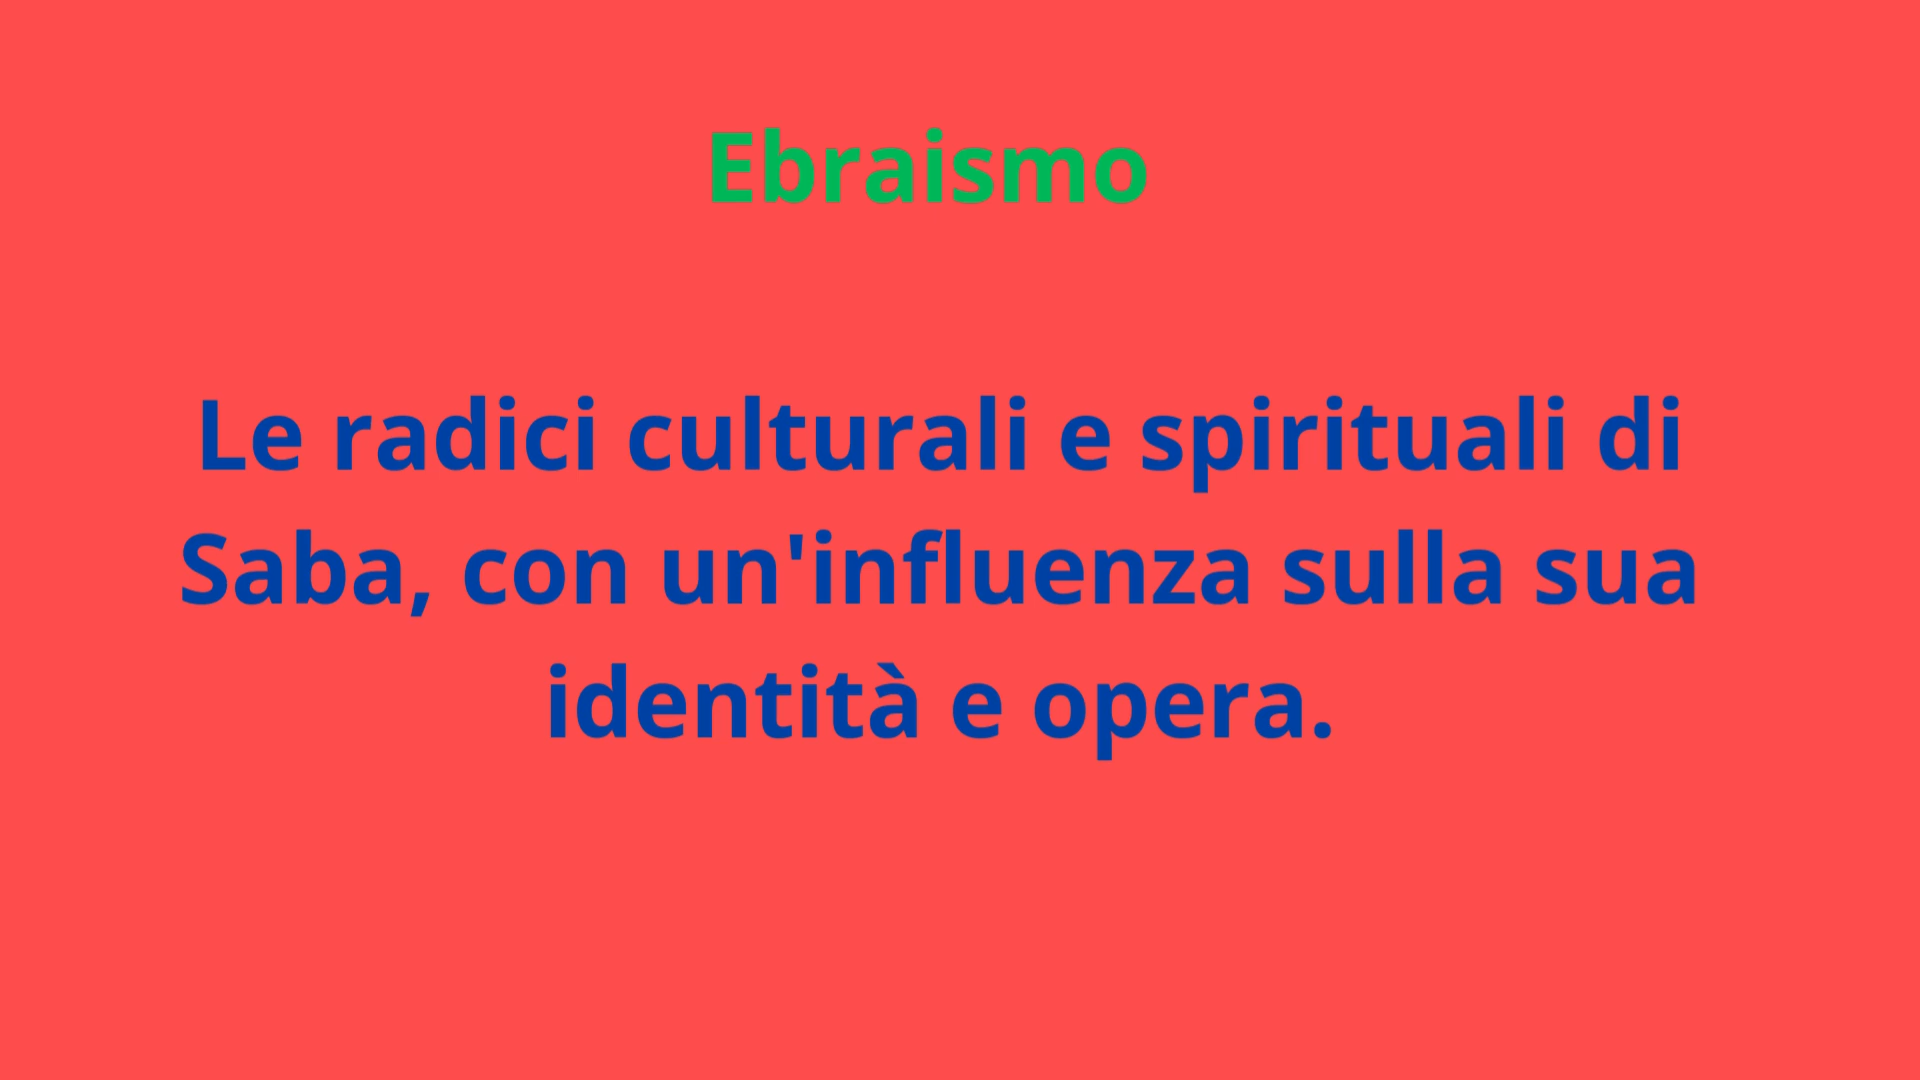 Ebraismo
Le radici culturali e spirituali di
Saba, con un'influenza sulla sua
identità e opera.